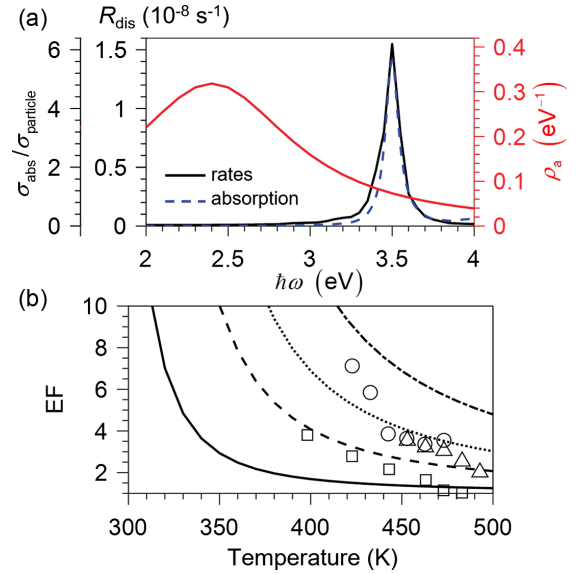 (a)
R_dis (10⁻⁸ s⁻¹)
6
4
2
0
σ_abs/σ_particle
1.5
1
0.5
0
0.4
0.3
0.2
0.1
0
ρ_a (eV⁻¹)
rates
absorption
2 2.5 3 3.5 4
ħω (eV)
(b)
10
8
6
4
2
EF
300 350 400 450 500
Temperature (K)